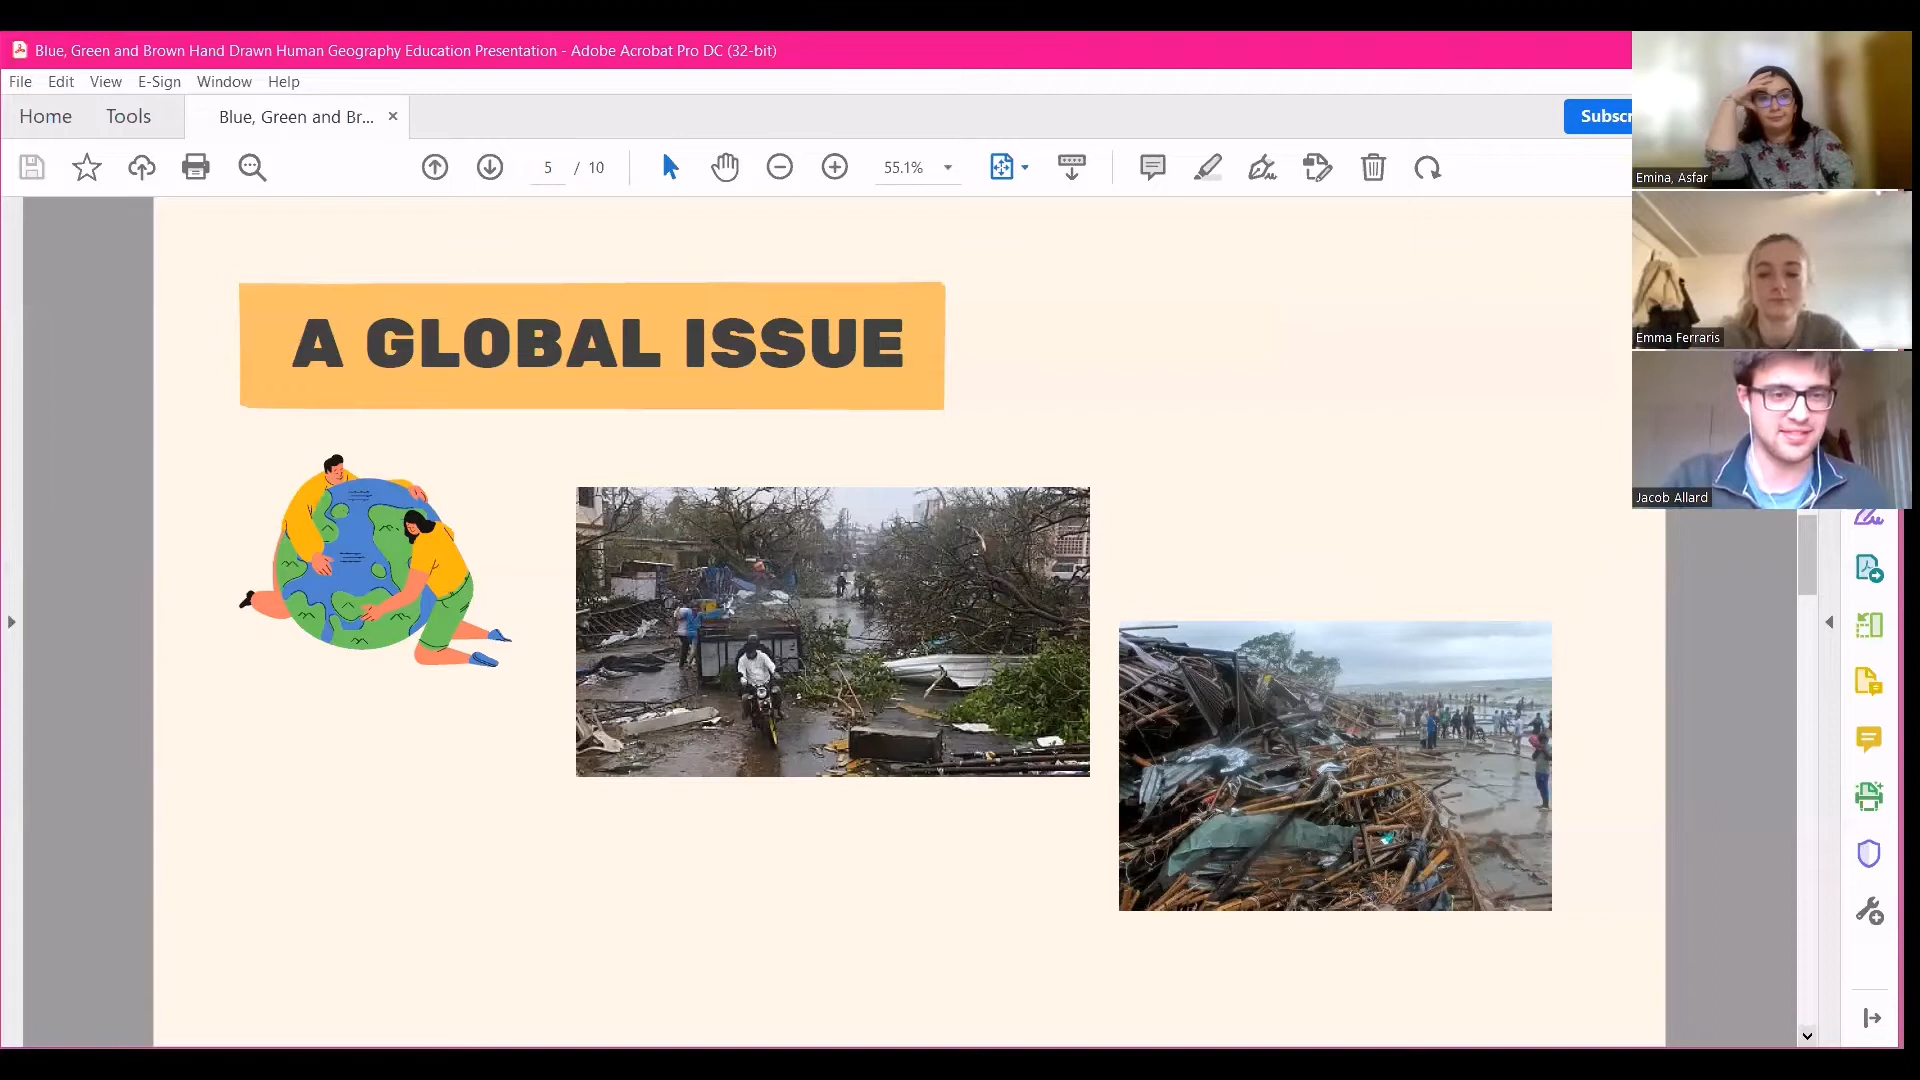 Blue, Green and Brown Hand Drawn Human Geography Education Presentation - Adobe Acrobat Pro DC (32-bit)
File Edit View E-Sign Window Help
Home Tools Blue, Green and Br... × Subscr
5 / 10 55.1%
A GLOBAL ISSUE
Emina, Asfar
Emma Ferraris
Jacob Allard